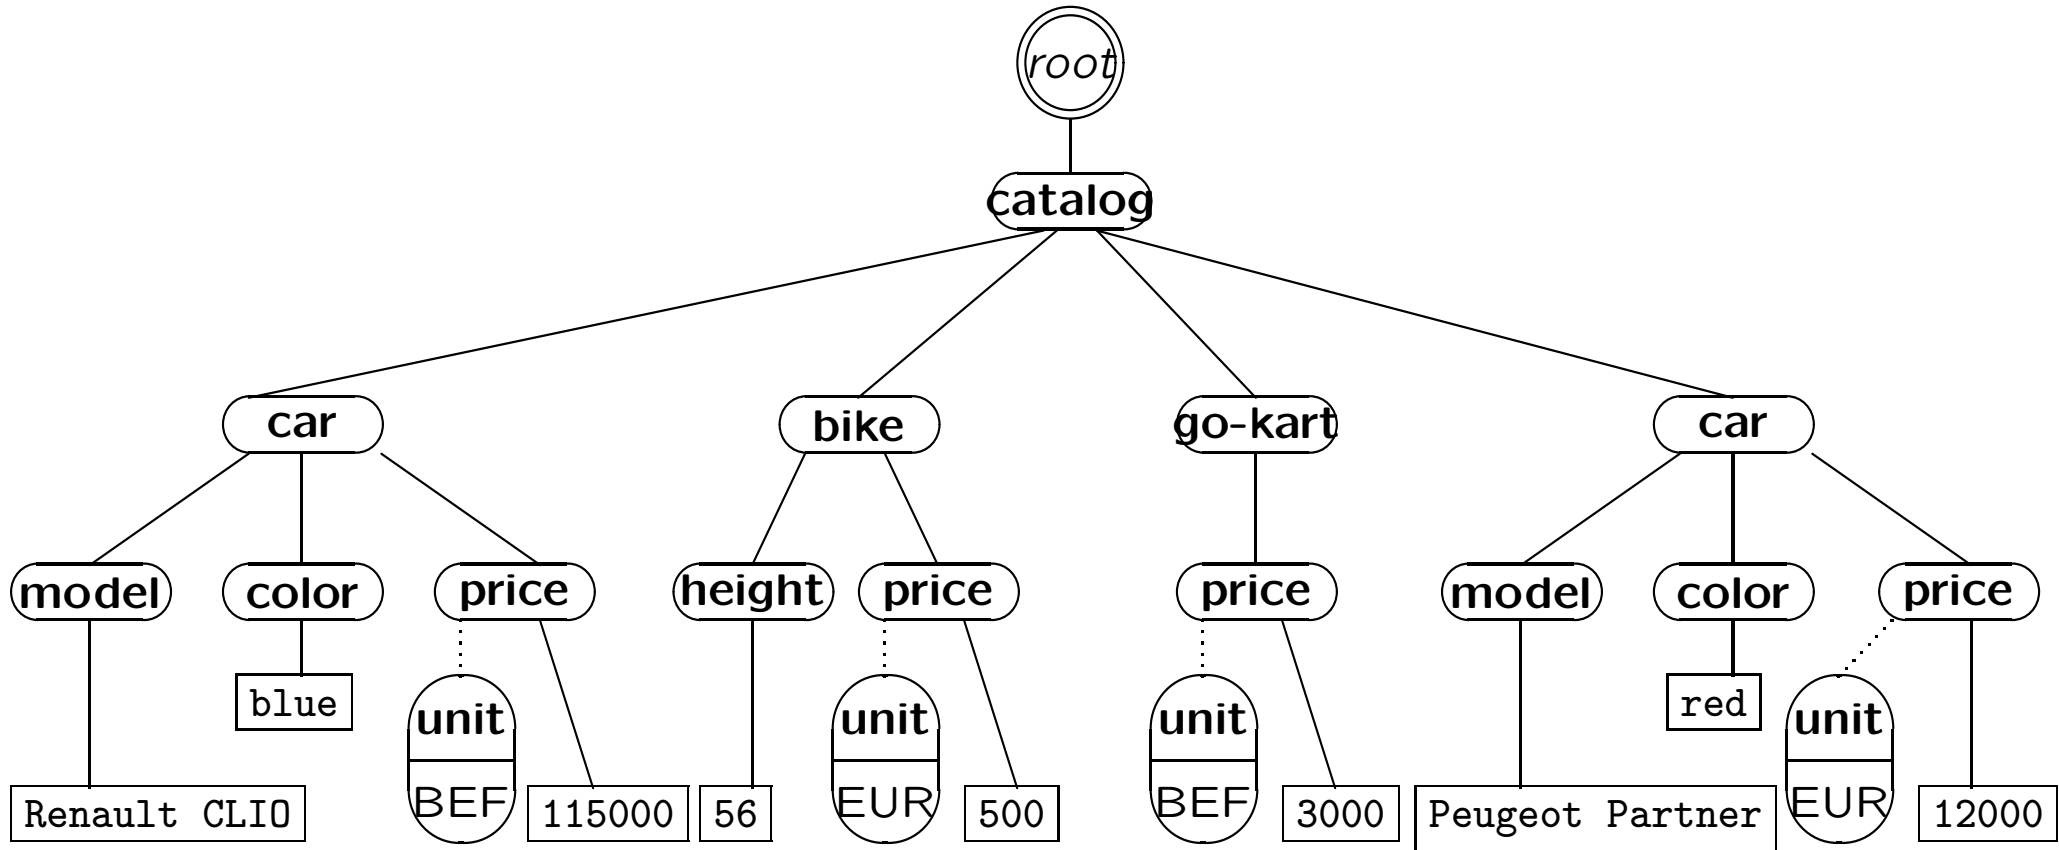 root
catalog
car bike go-kart car
model color price height price price model color price
blue red
unit unit unit unit
Renault CLIO BEF 115000 56 EUR 500 BEF 3000 Peugeot Partner EUR 12000